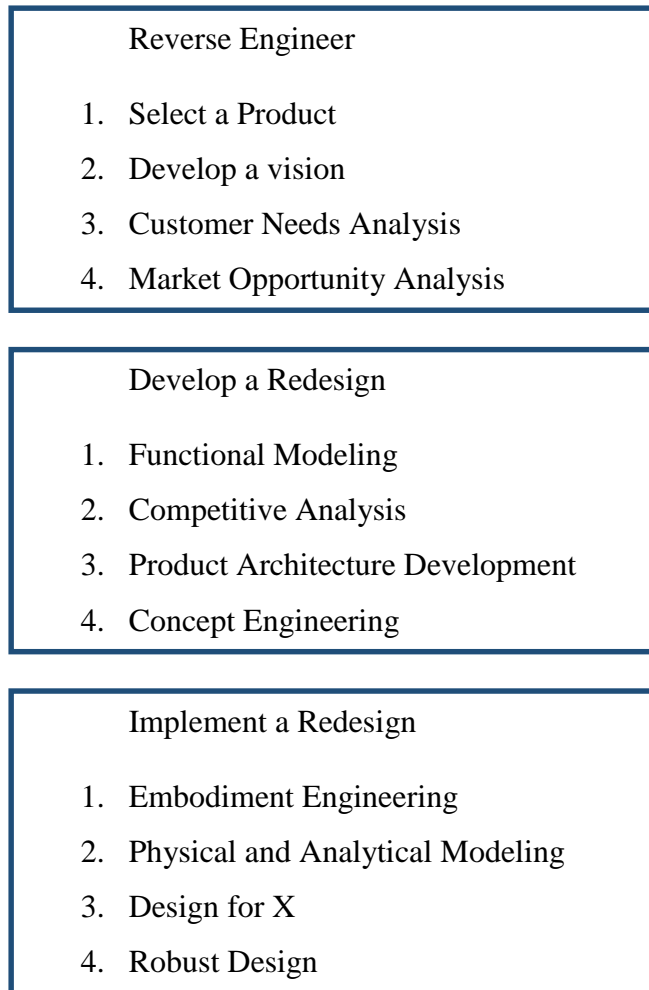 Reverse Engineer
1. Select a Product
2. Develop a vision
3. Customer Needs Analysis
4. Market Opportunity Analysis
Develop a Redesign
1. Functional Modeling
2. Competitive Analysis
3. Product Architecture Development
4. Concept Engineering
Implement a Redesign
1. Embodiment Engineering
2. Physical and Analytical Modeling
3. Design for X
4. Robust Design